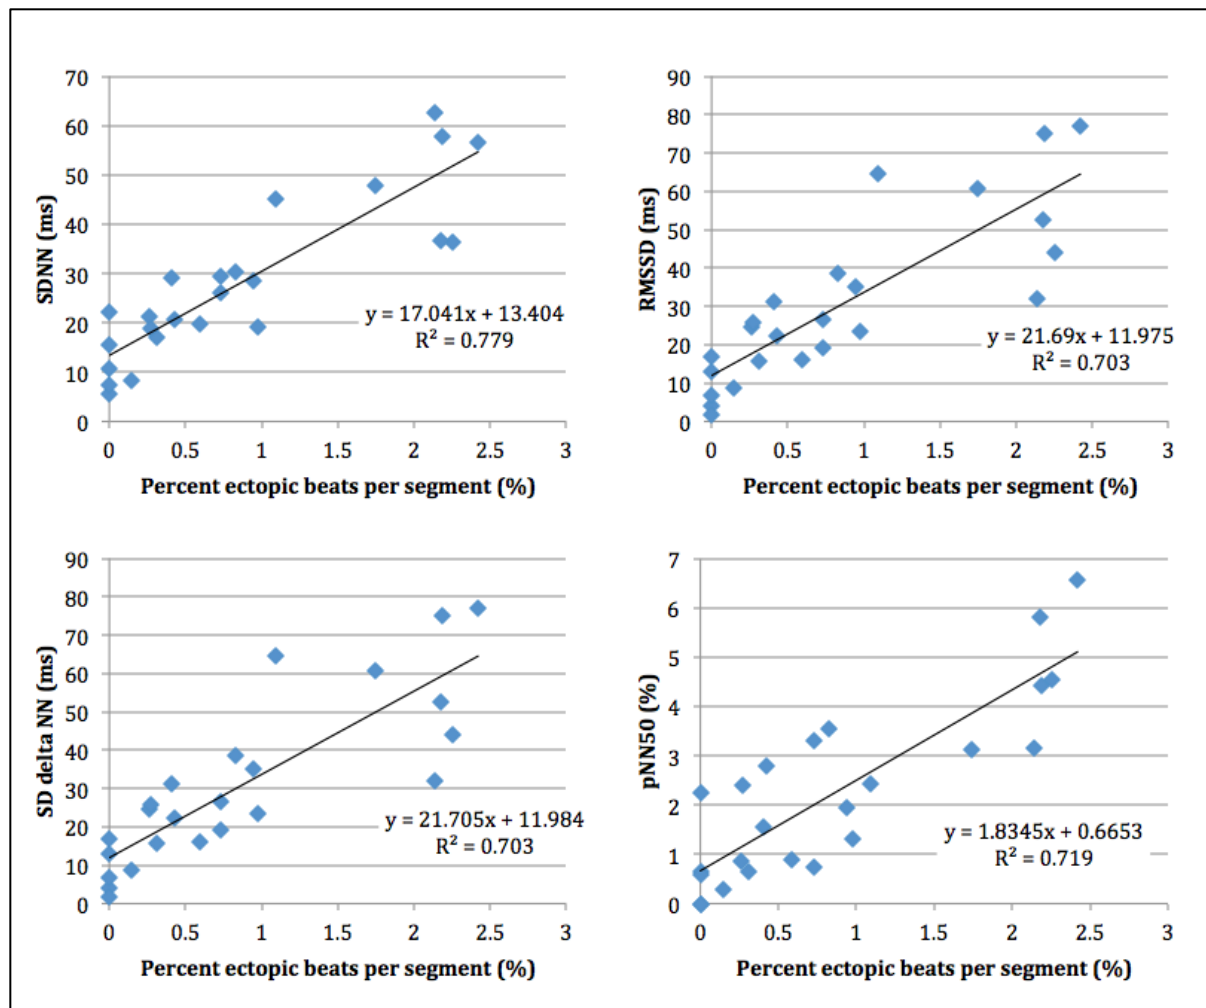 70
60
50
40
30
20
10
0
SDNN (ms)
y = 17.041x + 13.404
R² = 0.779
0 0.5 1 1.5 2 2.5 3
Percent ectopic beats per segment (%)
90
80
70
60
50
40
30
20
10
0
RMSSD (ms)
y = 21.69x + 11.975
R² = 0.703
0 0.5 1 1.5 2 2.5 3
Percent ectopic beats per segment (%)
90
80
70
60
50
40
30
20
10
0
SD delta NN (ms)
y = 21.705x + 11.984
R² = 0.703
0 0.5 1 1.5 2 2.5 3
Percent ectopic beats per segment (%)
7
6
5
4
3
2
1
0
pNN50 (%)
y = 1.8345x + 0.6653
R² = 0.719
0 0.5 1 1.5 2 2.5 3
Percent ectopic beats per segment (%)